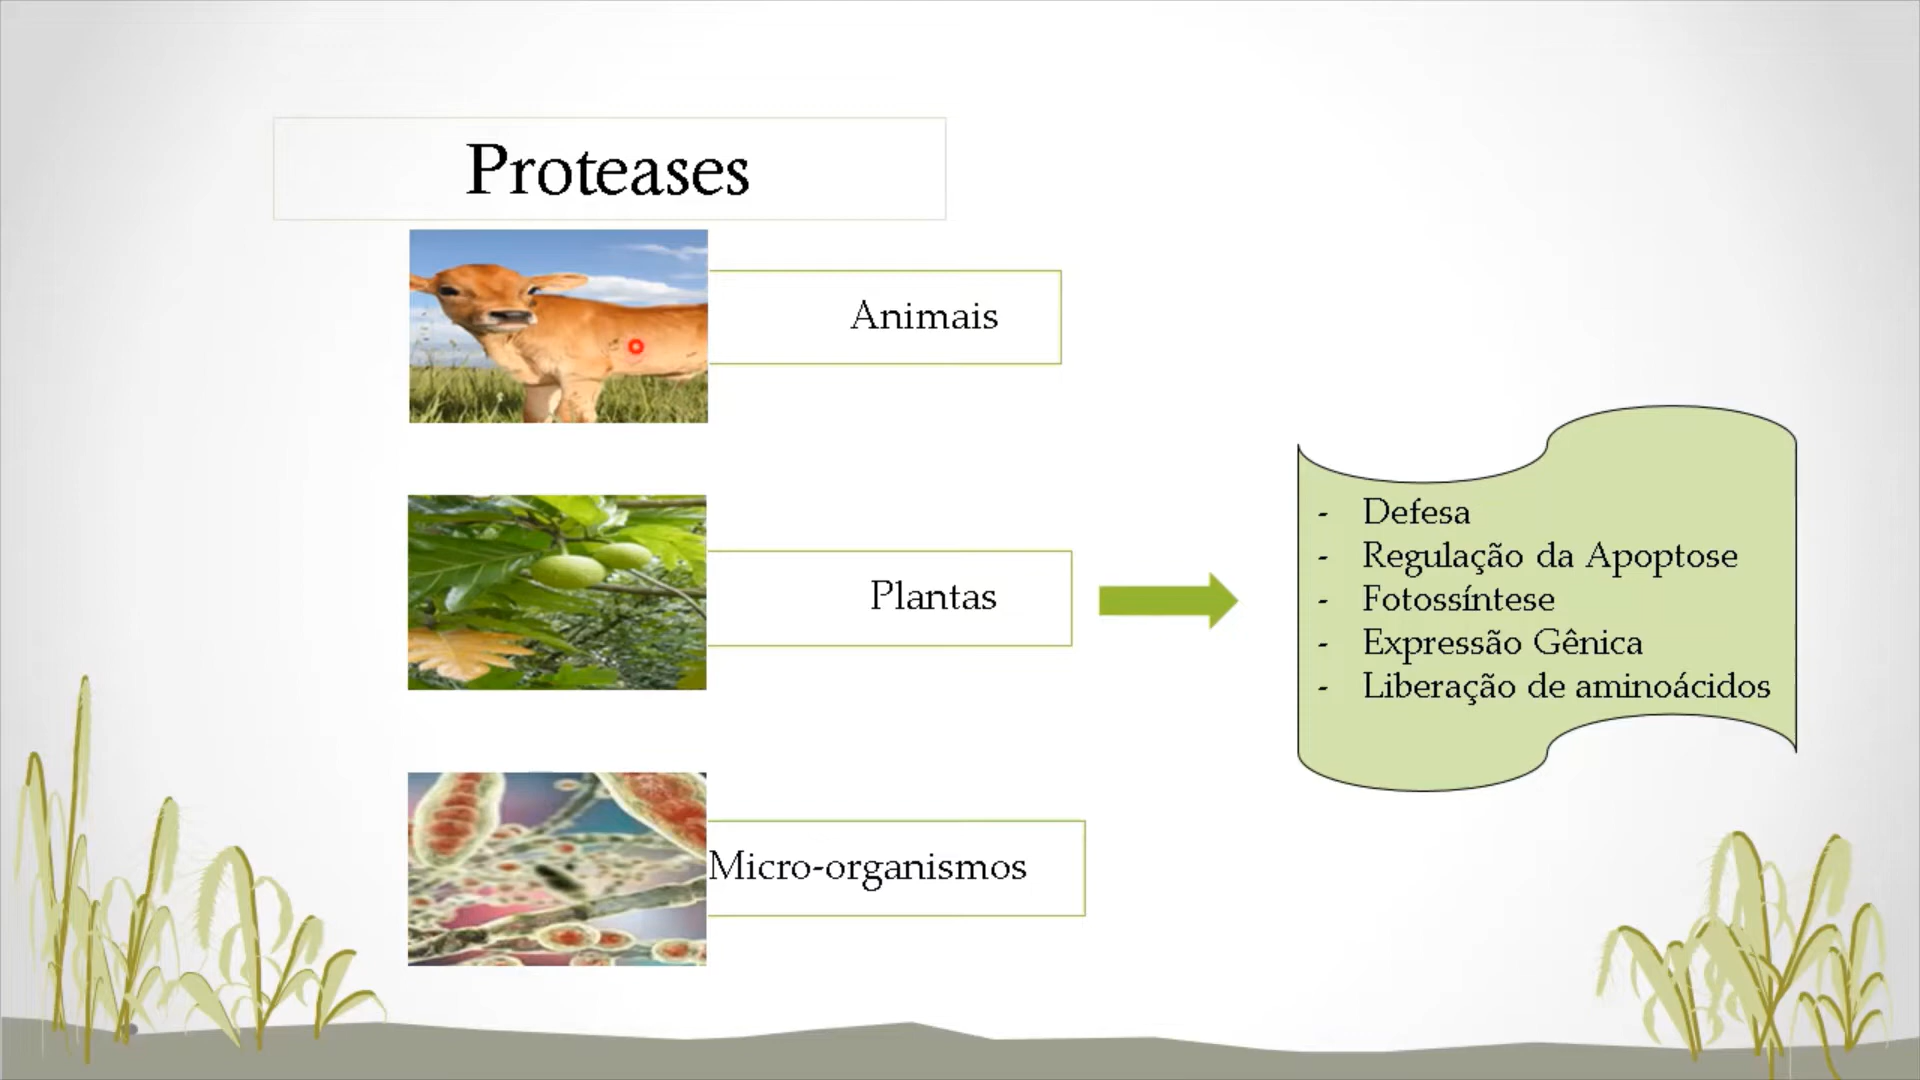 Proteases
Animais
Plantas
- Defesa
- Regulação da Apoptose
- Fotossíntese
- Expressão Gênica
- Liberação de aminoácidos
Micro-organismos